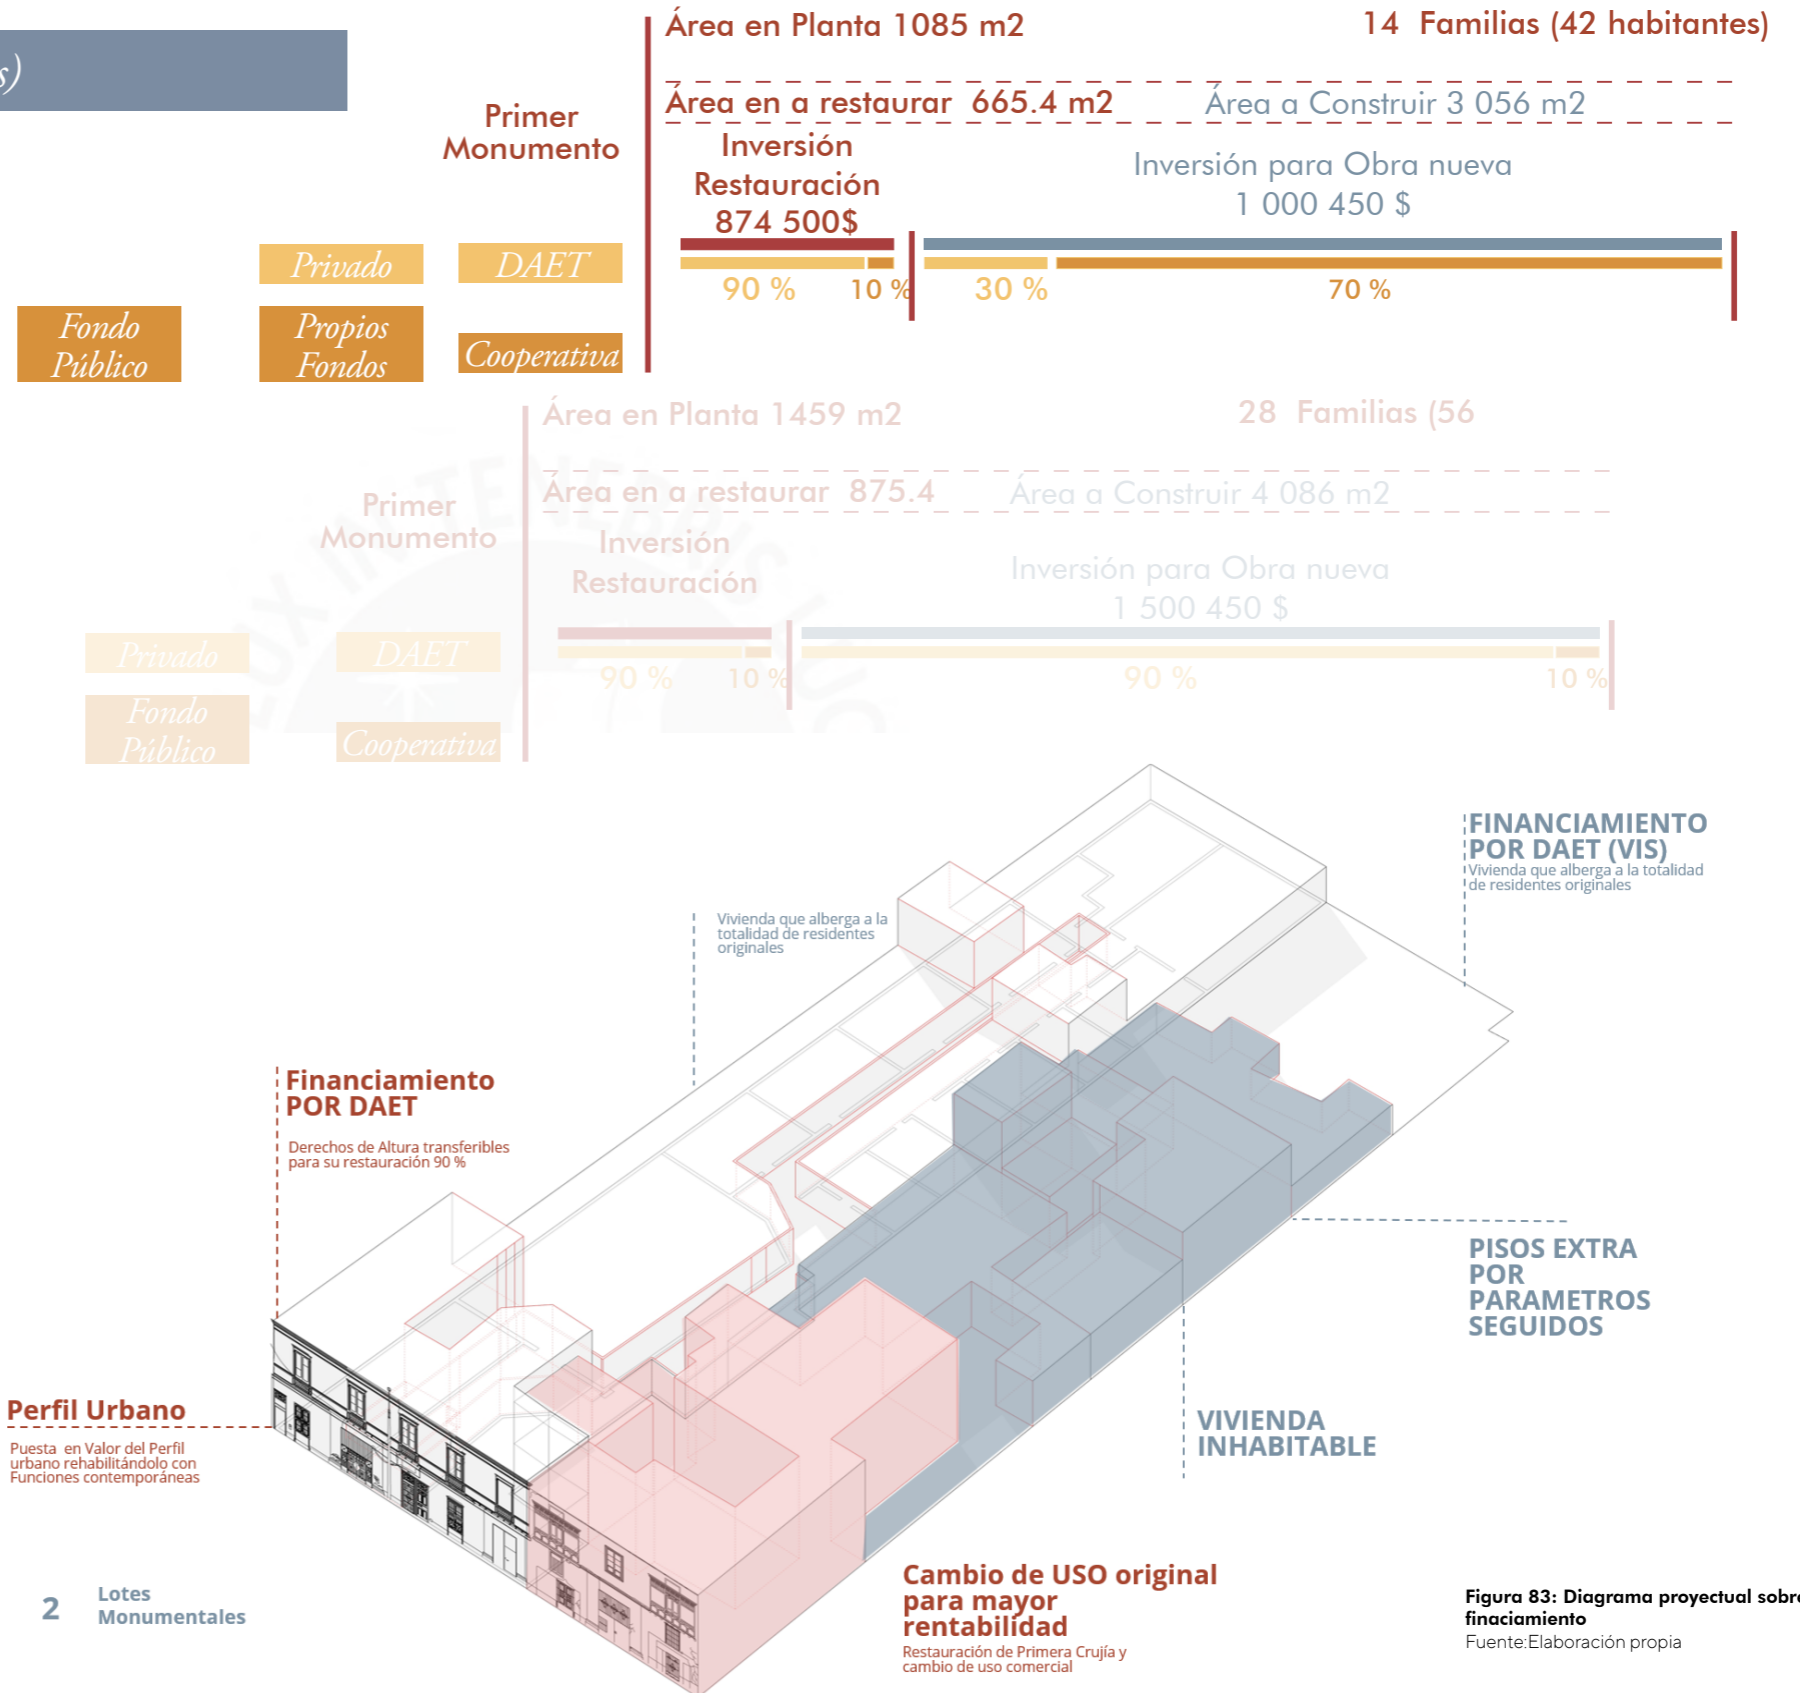 s)
Área en Planta 1085 m2
14 Familias (42 habitantes)
Primer
Monumento
Área en a restaurar 665.4 m2
Área a Construir 3 056 m2
Inversión
Restauración
874 500$
Inversión para Obra nueva
1 000 450 $
Privado
DAET
90 %
10 %
30 %
70 %
Fondo
Público
Propios
Fondos
Cooperativa
Área en Planta 1459 m2
28 Familias (56
Primer
Monumento
Área en a restaurar 875.4
Área a Construir 4 086 m2
Inversión
Restauración
Inversión para Obra nueva
1 500 450 $
Privado
DAET
90 %
10 %
90 %
10 %
Fondo
Público
Cooperativa
LUX IN TENEBRIS LUC
FINANCIAMIENTO
POR DAET (VIS)
Vivienda que alberga a la totalidad
de residentes originales
Vivienda que alberga a la
totalidad de residentes
originales
Financiamiento
POR DAET
Derechos de Altura transferibles
para su restauración 90 %
PISOS EXTRA
POR
PARAMETROS
SEGUIDOS
Perfil Urbano
Puesta en Valor del Perfil
urbano rehabilitándolo con
Funciones contemporáneas
VIVIENDA
INHABITABLE
2 Lotes
Monumentales
Cambio de USO original
para mayor
rentabilidad
Restauración de Primera Crujía y
cambio de uso comercial
Figura 83: Diagrama proyectual sobre
finaciamiento
Fuente:Elaboración propia